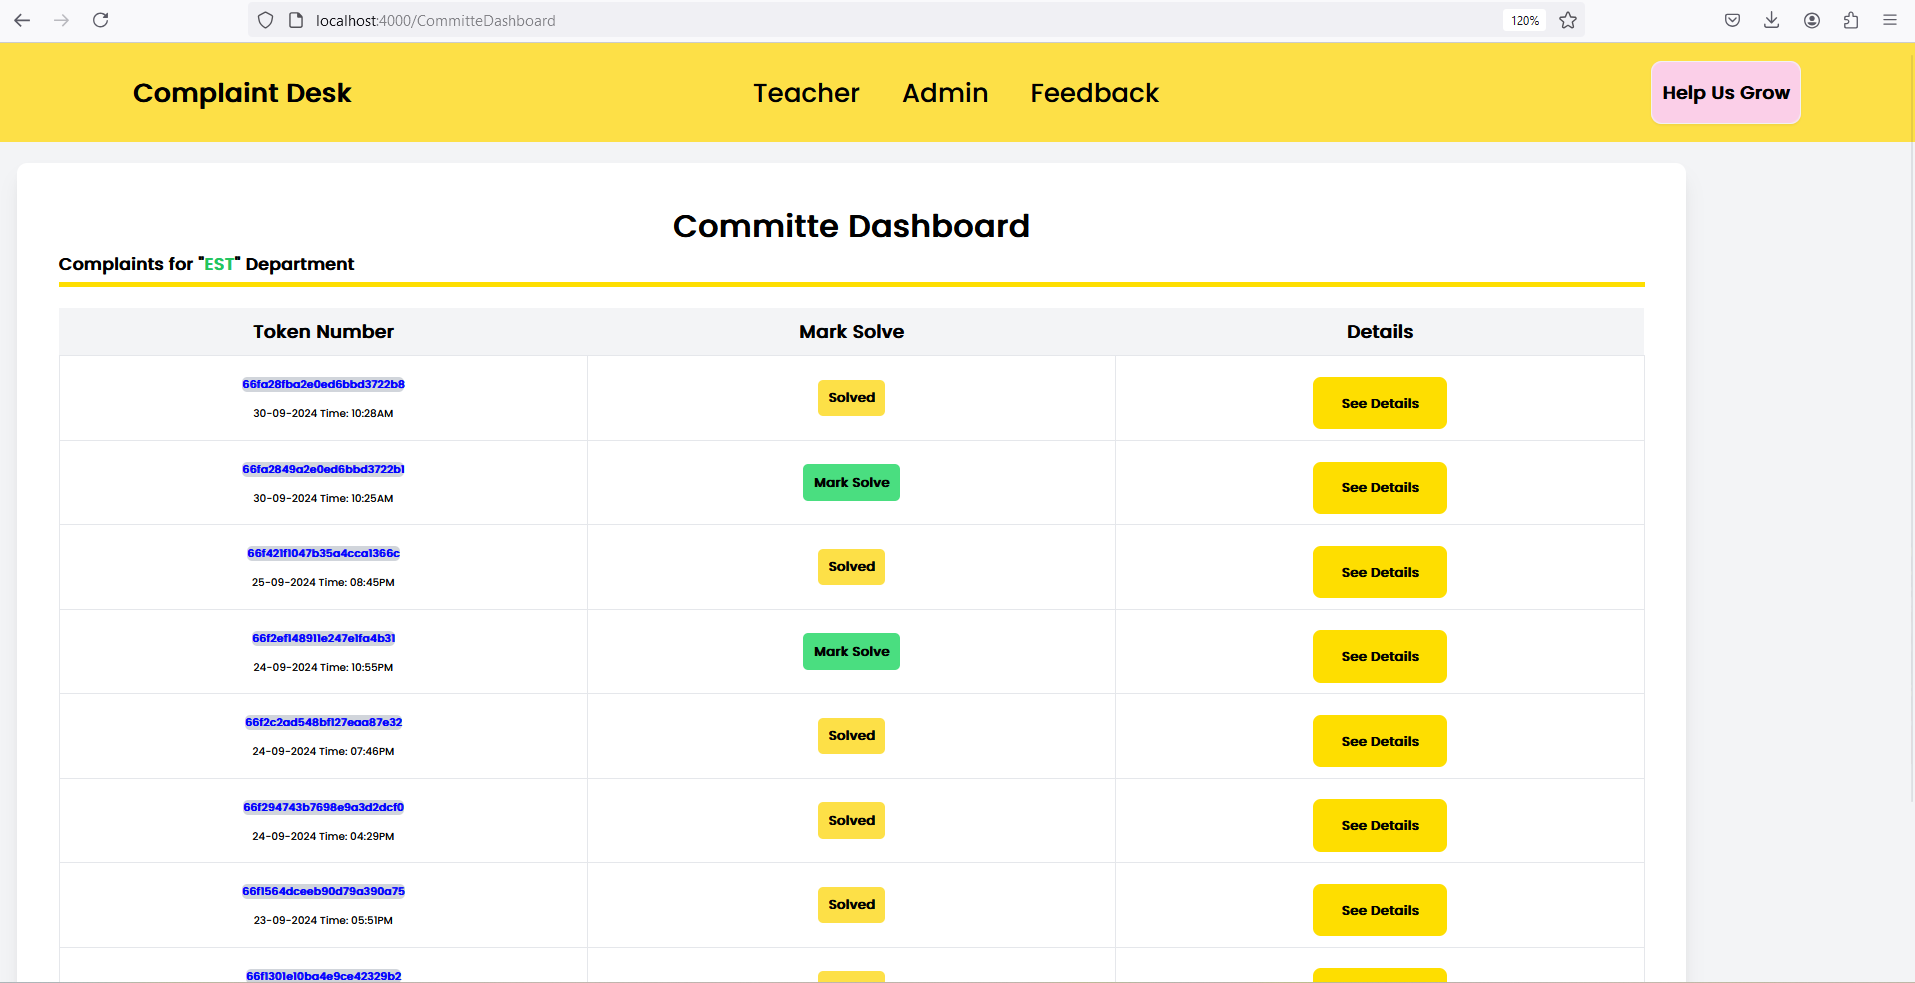 localhost:4000/CommitteDashboard 120%
Complaint Desk Teacher Admin Feedback Help Us Grow
Committe Dashboard
Complaints for "EST" Department
Token Number Mark Solve Details
66fa28fba2e0ed6bbd3722b8
30-09-2024 Time: 10:28AM
Solved See Details
66fa2849a2e0ed6bbd3722b1
30-09-2024 Time: 10:25AM
Mark Solve See Details
66f421f1047b35a4cca1366c
25-09-2024 Time: 08:45PM
Solved See Details
66f2ef148911e247e1fa4b31
24-09-2024 Time: 10:55PM
Mark Solve See Details
66f2c2ad548bf127eaa87e32
24-09-2024 Time: 07:46PM
Solved See Details
66f294743b7698e9a3d2dcf0
24-09-2024 Time: 04:29PM
Solved See Details
66f1564dceeb90d79a390a75
23-09-2024 Time: 05:51PM
Solved See Details
66f1301e10ba4e9ce42329b2